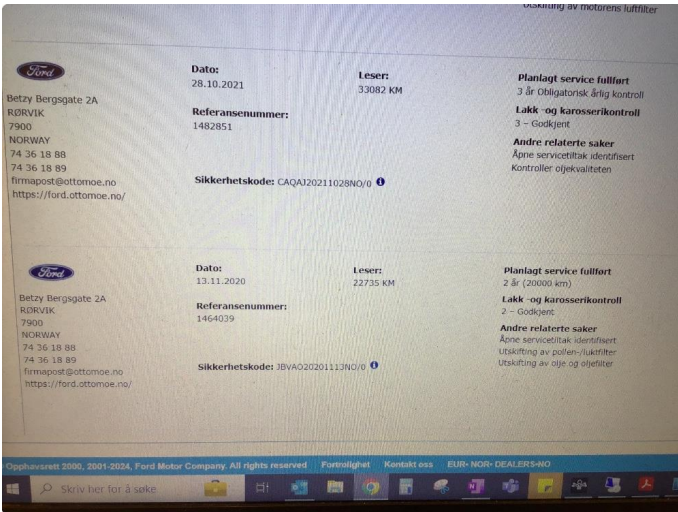 Utskifting av motorens luftfilter
Ford
Betzy Bergsgate 2A
RØRVIK
7900
NORWAY
74 36 18 88
74 36 18 89
firmapost@ottomoe.no
https://ford.ottomoe.no/
Dato:
28.10.2021
Referansenummer:
1482851
Sikkerhetskode: CAQAJ20211028NO/0
Leser:
33082 KM
Planlagt service fullført
3 år Obligatorisk årlig kontroll
Lakk -og karosserikontroll
3 - Godkjent
Andre relaterte saker
Åpne servicetiltak identifisert
Kontroller oljekvaliteten
Ford
Betzy Bergsgate 2A
RØRVIK
7900
NORWAY
74 36 18 88
74 36 18 89
firmapost@ottomoe.no
https://ford.ottomoe.no/
Dato:
13.11.2020
Referansenummer:
1464039
Sikkerhetskode: JBVAO20201113NO/0
Leser:
22735 KM
Planlagt service fullført
2 år (20000 km)
Lakk -og karosserikontroll
2 - Godkjent
Andre relaterte saker
Åpne servicetiltak identifisert
Utskifting av pollen-/luktfilter
Utskifting av olje og oljefilter
Opphavsrett 2000, 2001-2024, Ford Motor Company. All rights reserved Fortrolighet Kontakt oss EUR- NOR- DEALERS-NO
Skriv her for å søke